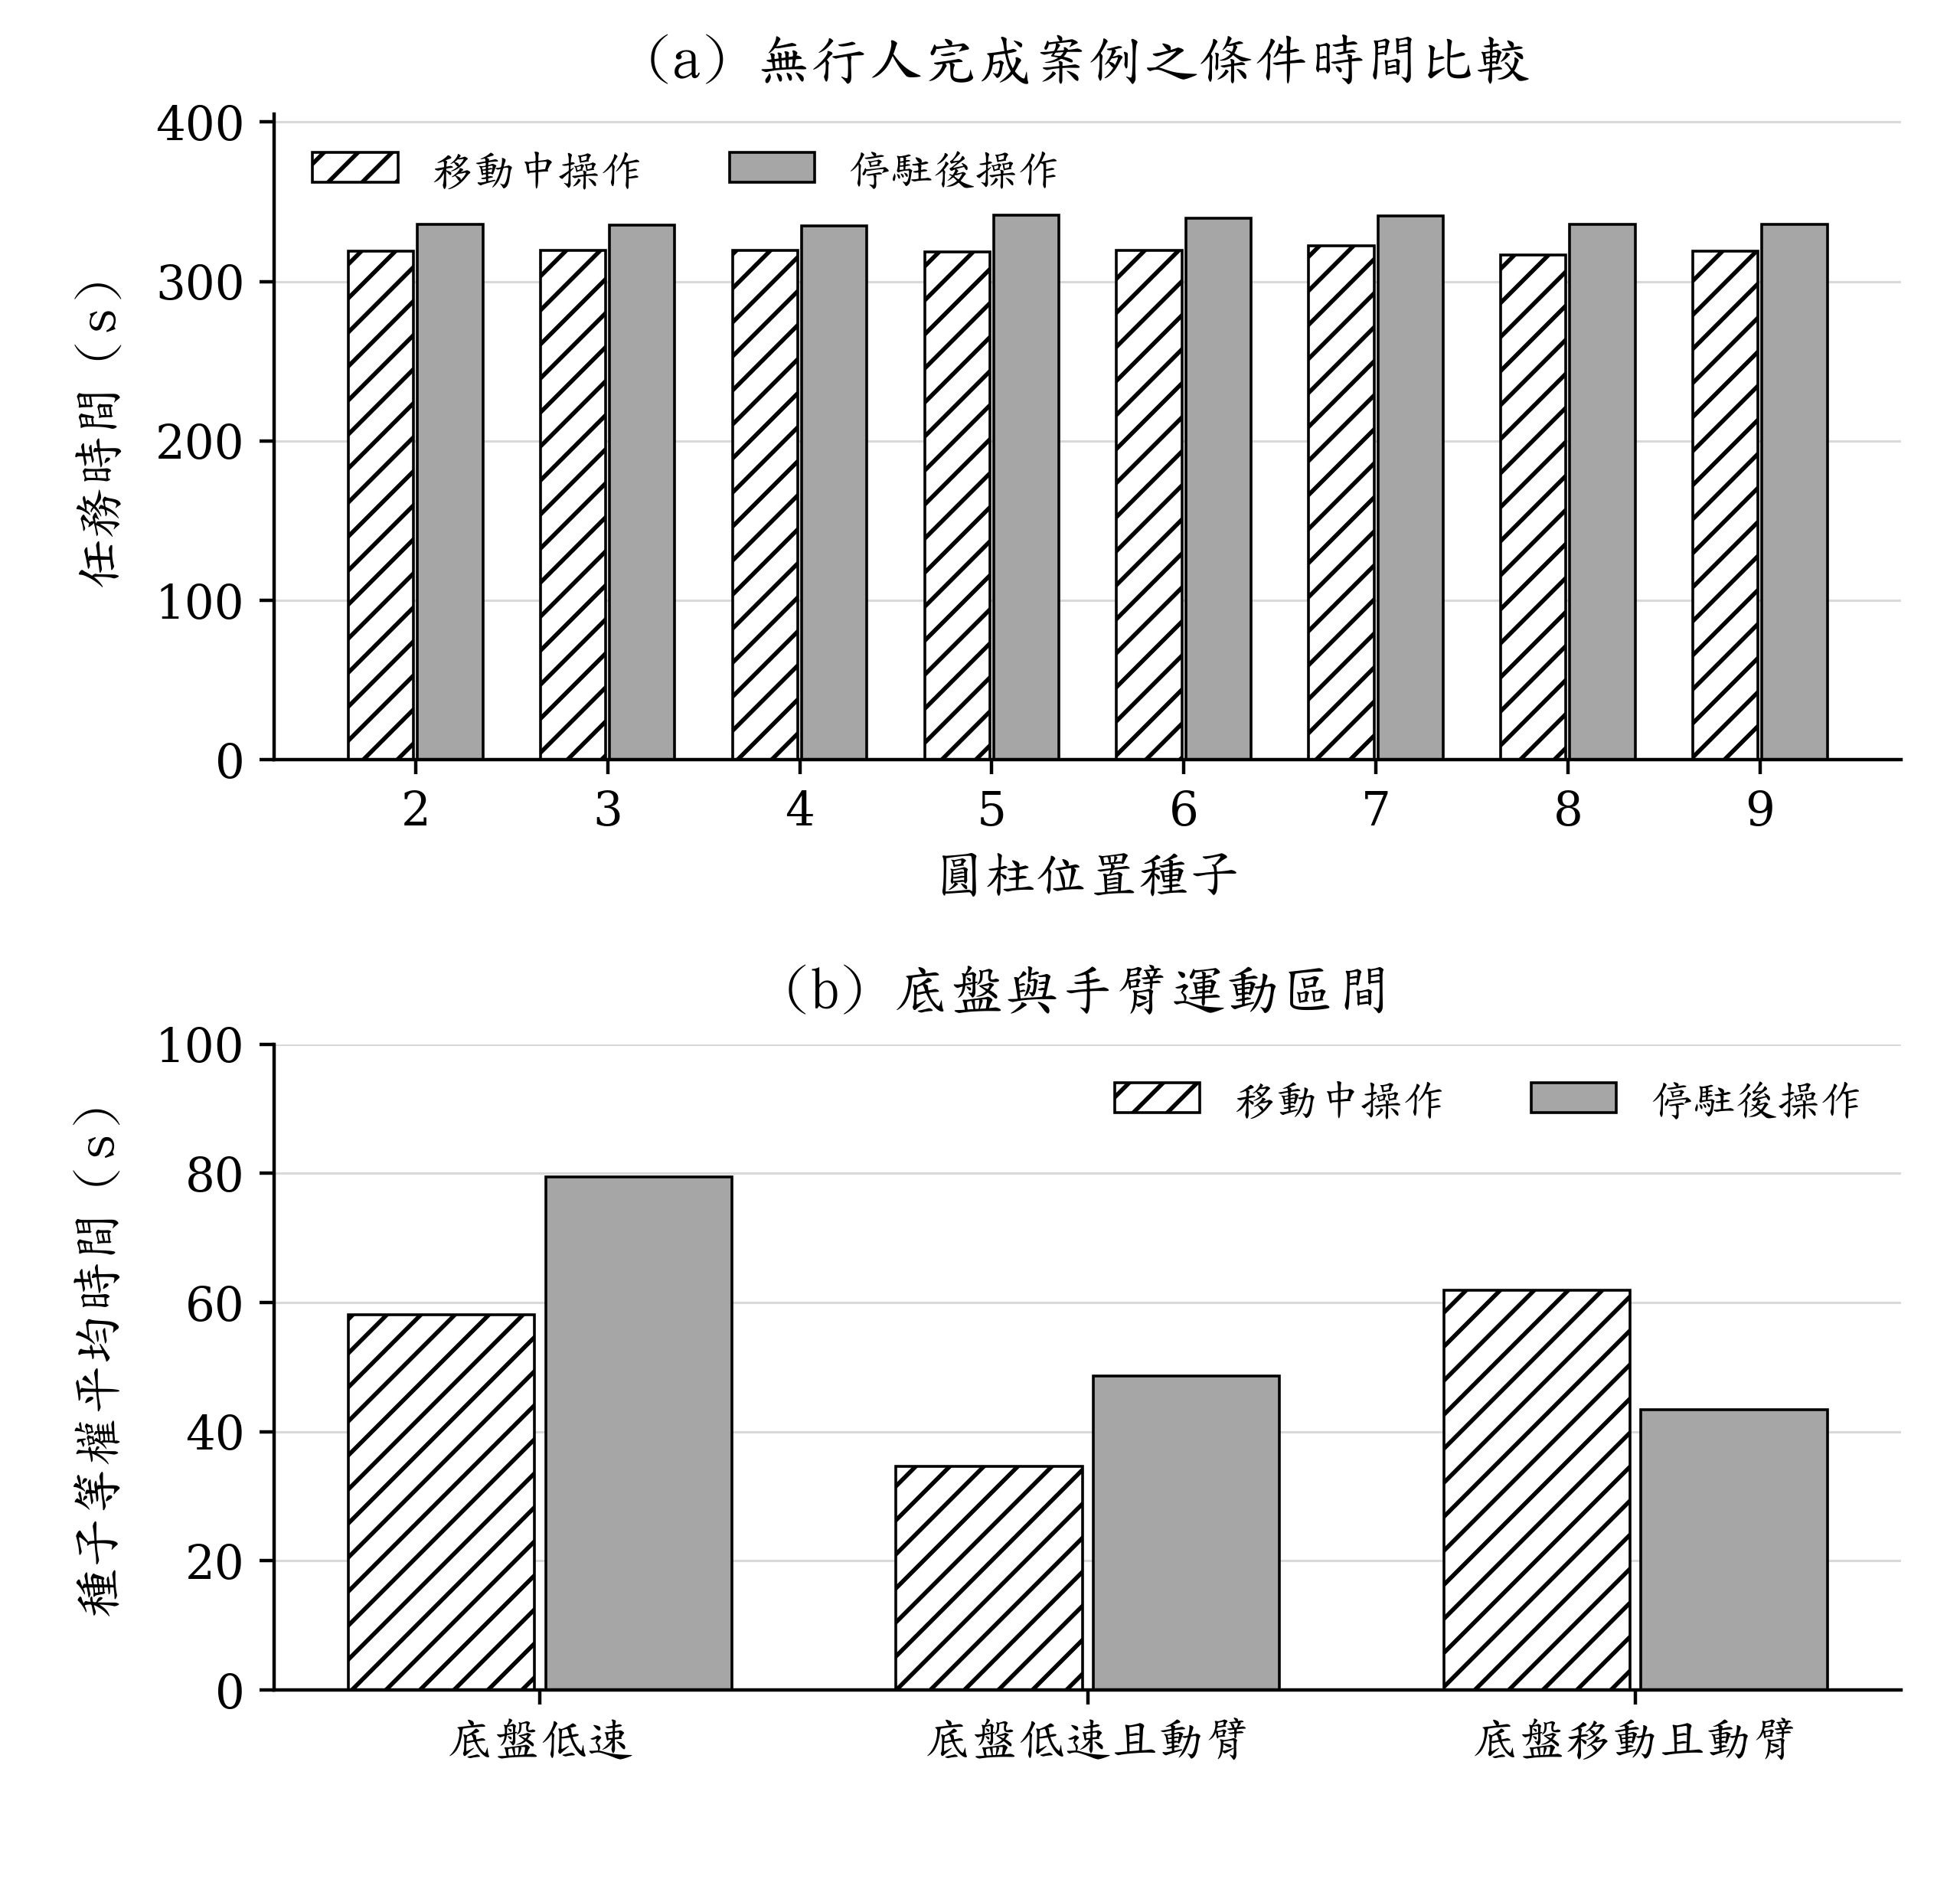 (a) 無行人完成案例之條件時間比較
400
300
200
100
0
任務時間 (s)
移動中操作
停駐後操作
2 3 4 5 6 7 8 9
圓柱位置種子
(b) 底盤與手臂運動區間
100
80
60
40
20
0
種子等權平均時間 (s)
移動中操作
停駐後操作
底盤低速
底盤低速且動臂
底盤移動且動臂